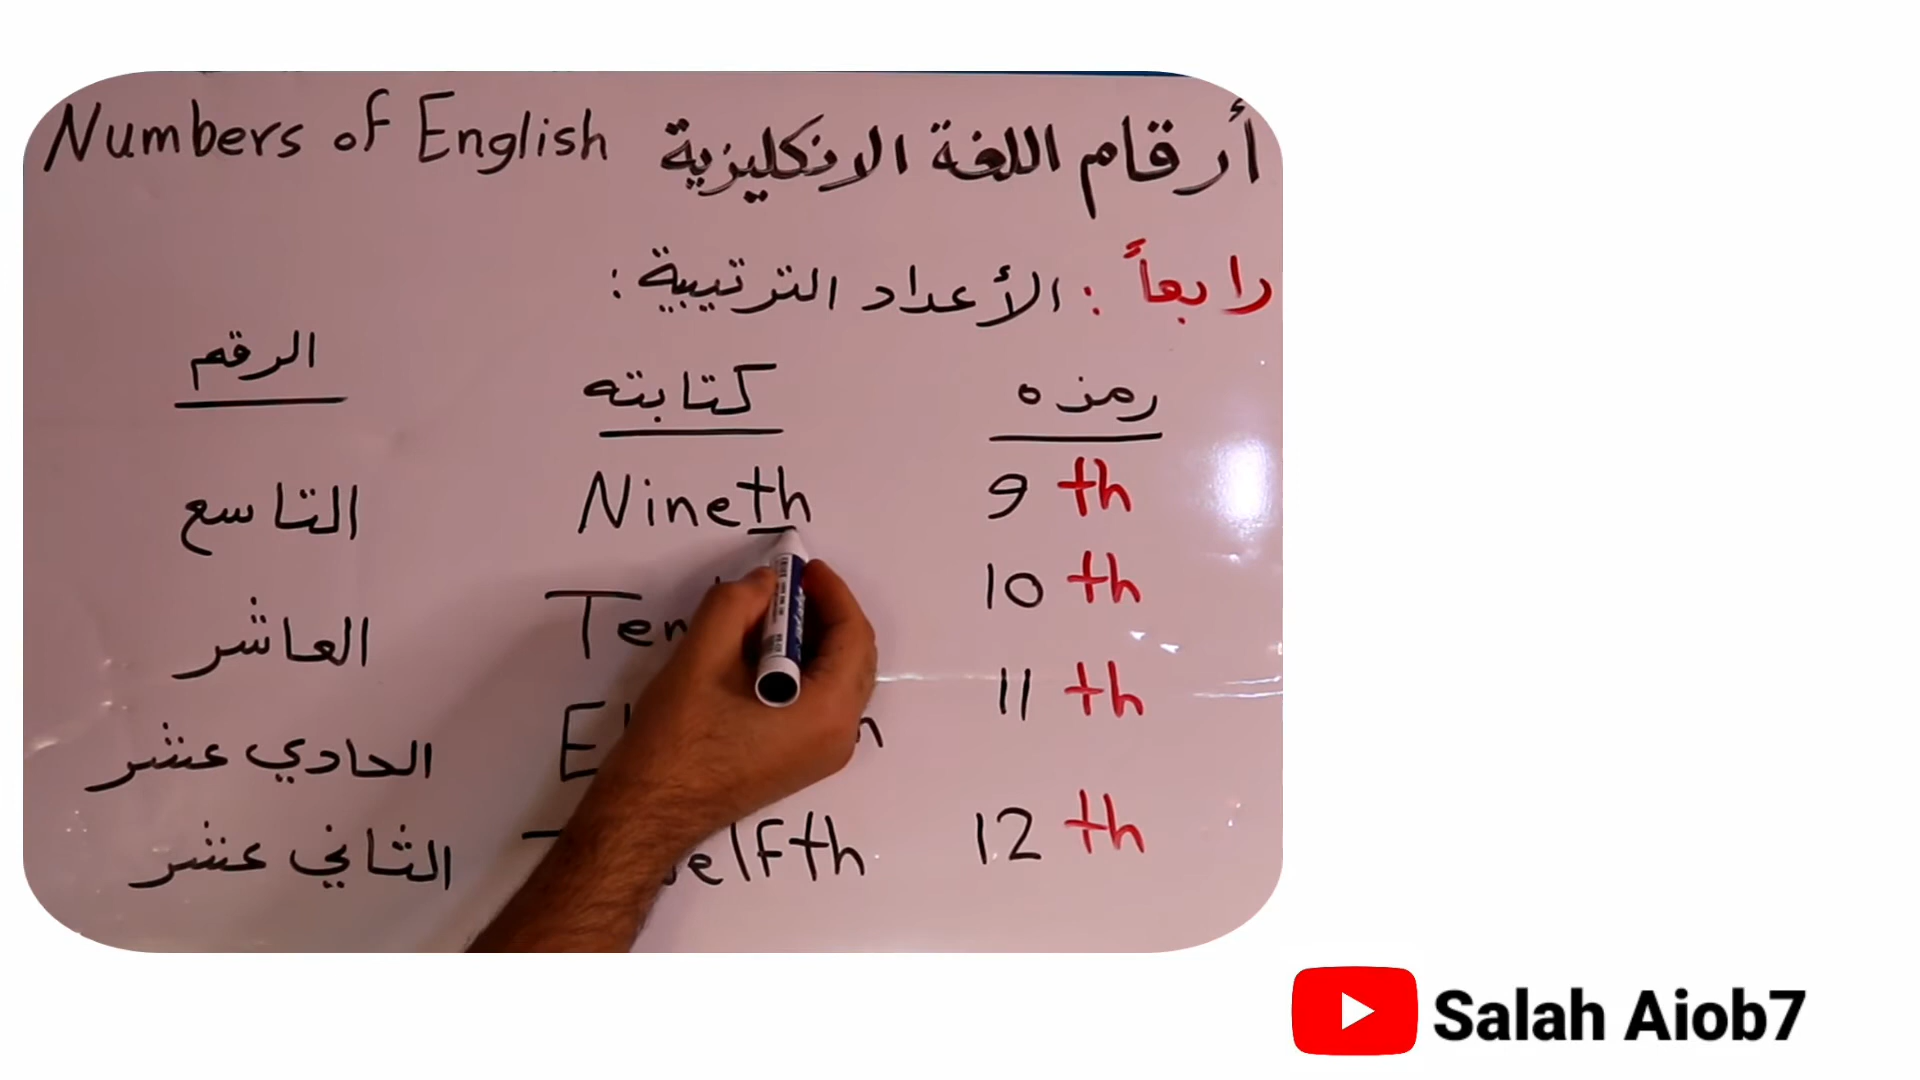 Numbers of English أرقام اللغة الانكليزية
رابعاً : الأعداد الترتيبية :
رمزه كتابته الرقم
9 th Nineth التاسع
10 th العاشر
11 th الحادي عشر
12 th الثاني عشر
Salah Aiob7